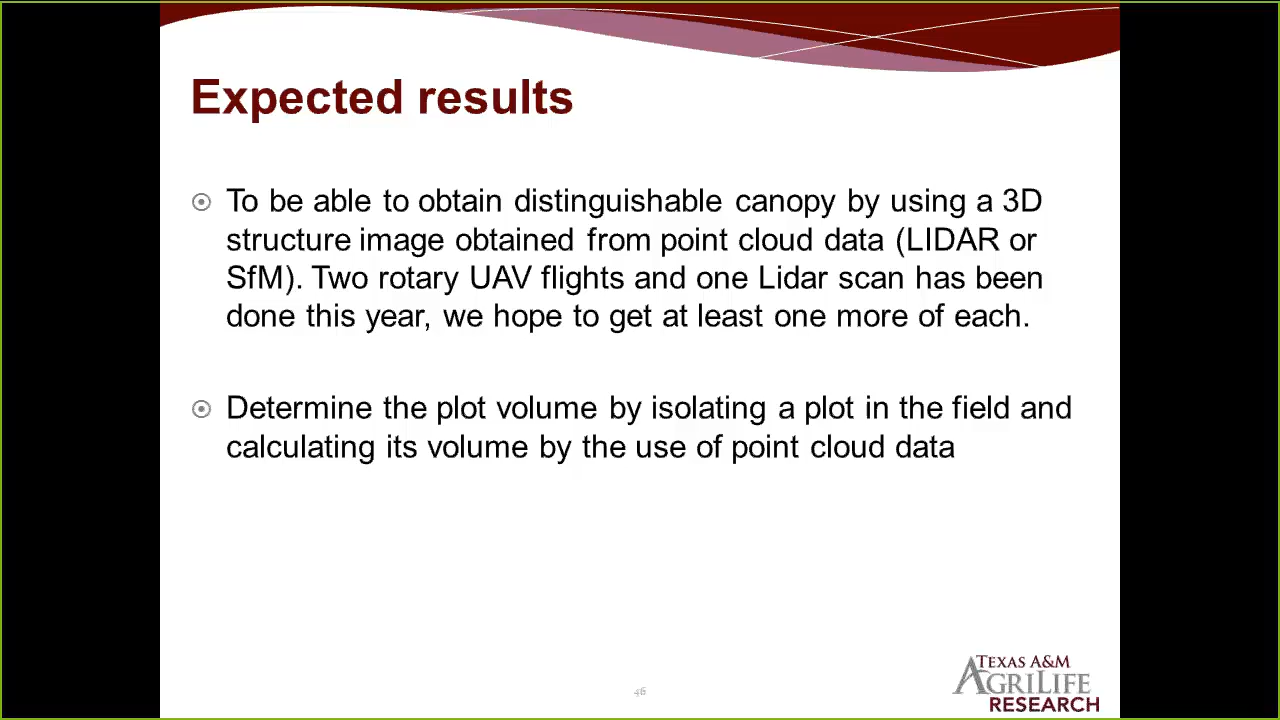 Expected results
To be able to obtain distinguishable canopy by using a 3D
structure image obtained from point cloud data (LIDAR or
SfM). Two rotary UAV flights and one Lidar scan has been
done this year, we hope to get at least one more of each.
Determine the plot volume by isolating a plot in the field and
calculating its volume by the use of point cloud data
46
TEXAS A&M
AGRILIFE
RESEARCH